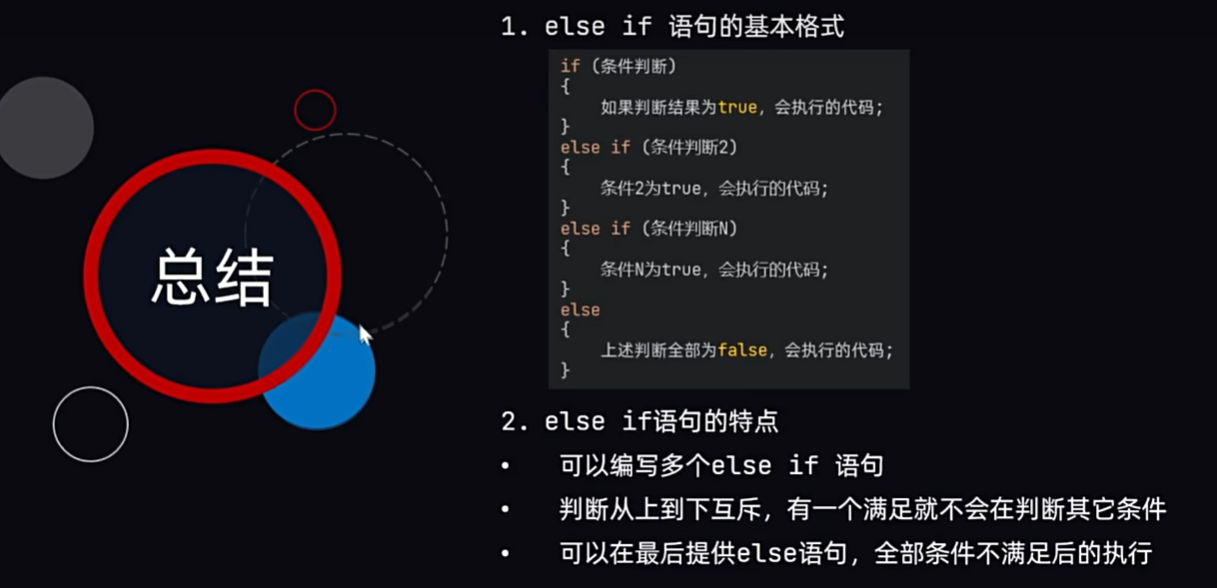 总结
1. else if 语句的基本格式
if (条件判断)
{
    如果判断结果为true, 会执行的代码;
}
else if (条件判断2)
{
    条件2为true, 会执行的代码;
}
else if (条件判断N)
{
    条件N为true, 会执行的代码;
}
else
{
    上述判断全部为false, 会执行的代码;
}
2. else if语句的特点
• 可以编写多个else if 语句
• 判断从上到下互斥，有一个满足就不会在判断其它条件
• 可以在最后提供else语句，全部条件不满足后的执行